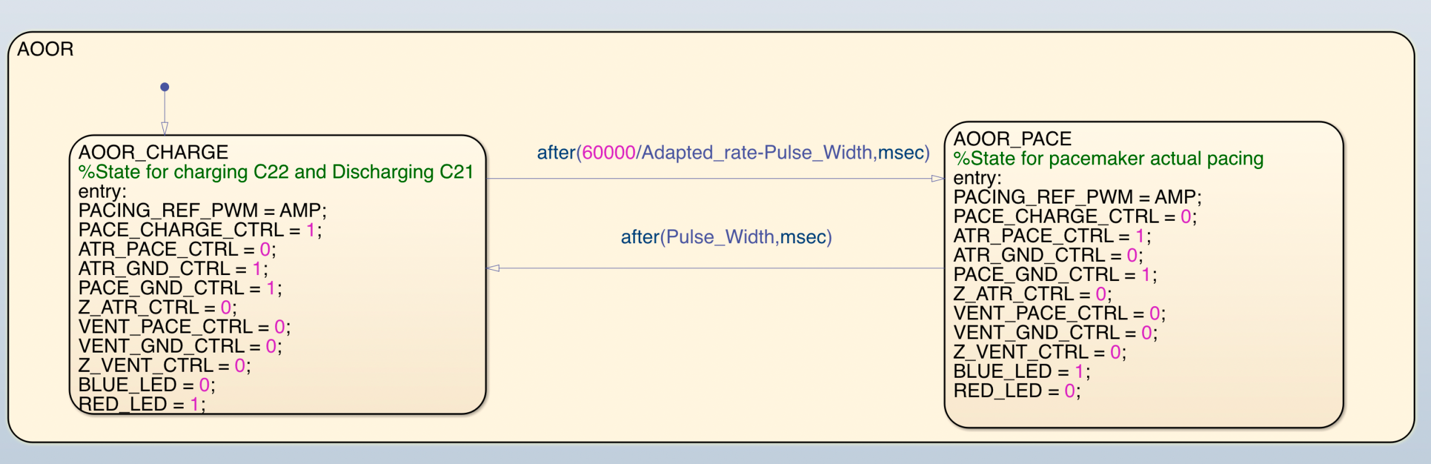 AOOR
AOOR_CHARGE
%State for charging C22 and Discharging C21
entry:
PACING_REF_PWM = AMP;
PACE_CHARGE_CTRL = 1;
ATR_PACE_CTRL = 0;
ATR_GND_CTRL = 1;
PACE_GND_CTRL = 1;
Z_ATR_CTRL = 0;
VENT_PACE_CTRL = 0;
VENT_GND_CTRL = 0;
Z_VENT_CTRL = 0;
BLUE_LED = 0;
RED_LED = 1;
after(60000/Adapted_rate-Pulse_Width,msec)
after(Pulse_Width,msec)
AOOR_PACE
%State for pacemaker actual pacing
entry:
PACING_REF_PWM = AMP;
PACE_CHARGE_CTRL = 0;
ATR_PACE_CTRL = 1;
ATR_GND_CTRL = 0;
PACE_GND_CTRL = 1;
Z_ATR_CTRL = 0;
VENT_PACE_CTRL = 0;
VENT_GND_CTRL = 0;
Z_VENT_CTRL = 0;
BLUE_LED = 1;
RED_LED = 0;